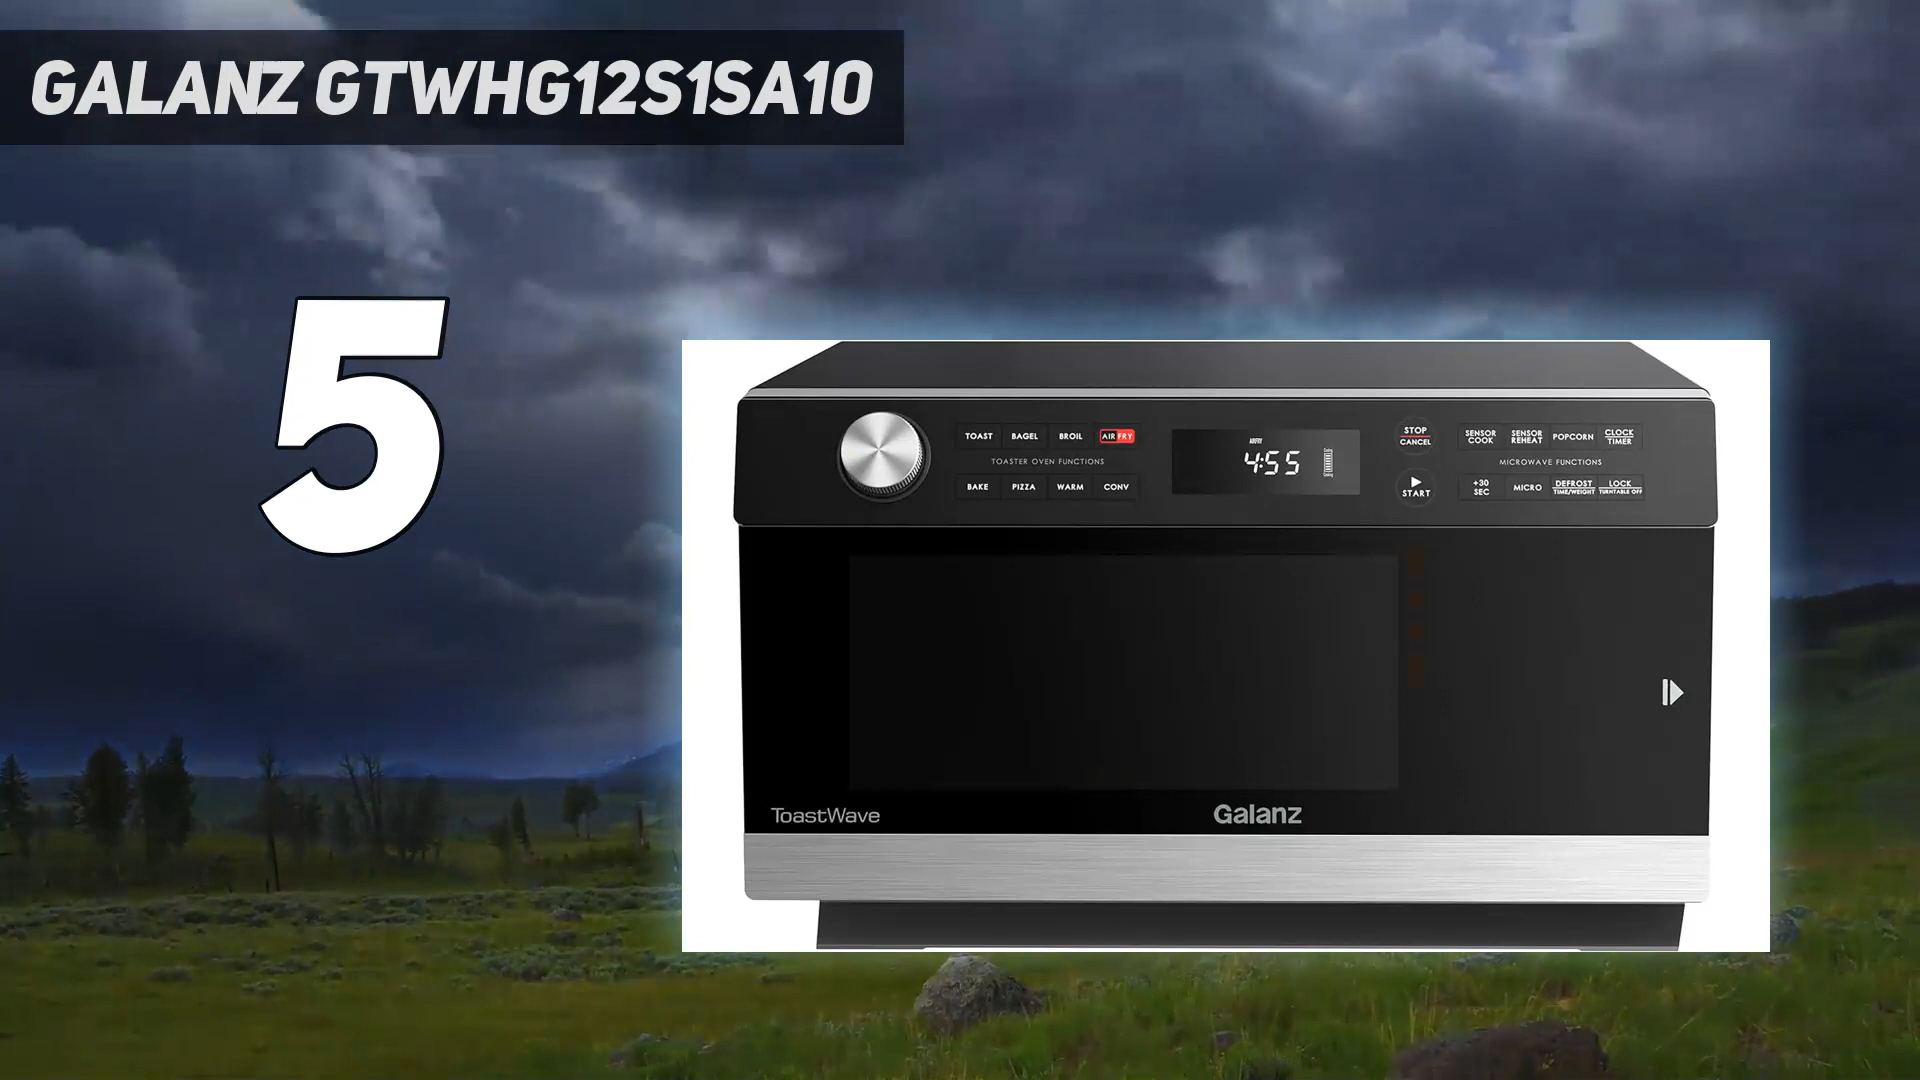 GALANZ GTWHG12S1SA10
5
TOAST BAGEL BROIL AIR FRY
TOASTER OVEN FUNCTIONS
BAKE PIZZA WARM CONV
AIRFRY
4:55
STOP
CANCEL
START
SENSOR COOK SENSOR REHEAT POPCORN CLOCK TIMER
MICROWAVE FUNCTIONS
+30 SEC MICRO DEFROST TIME/WEIGHT LOCK TURNTABLE OFF
ToastWave
Galanz